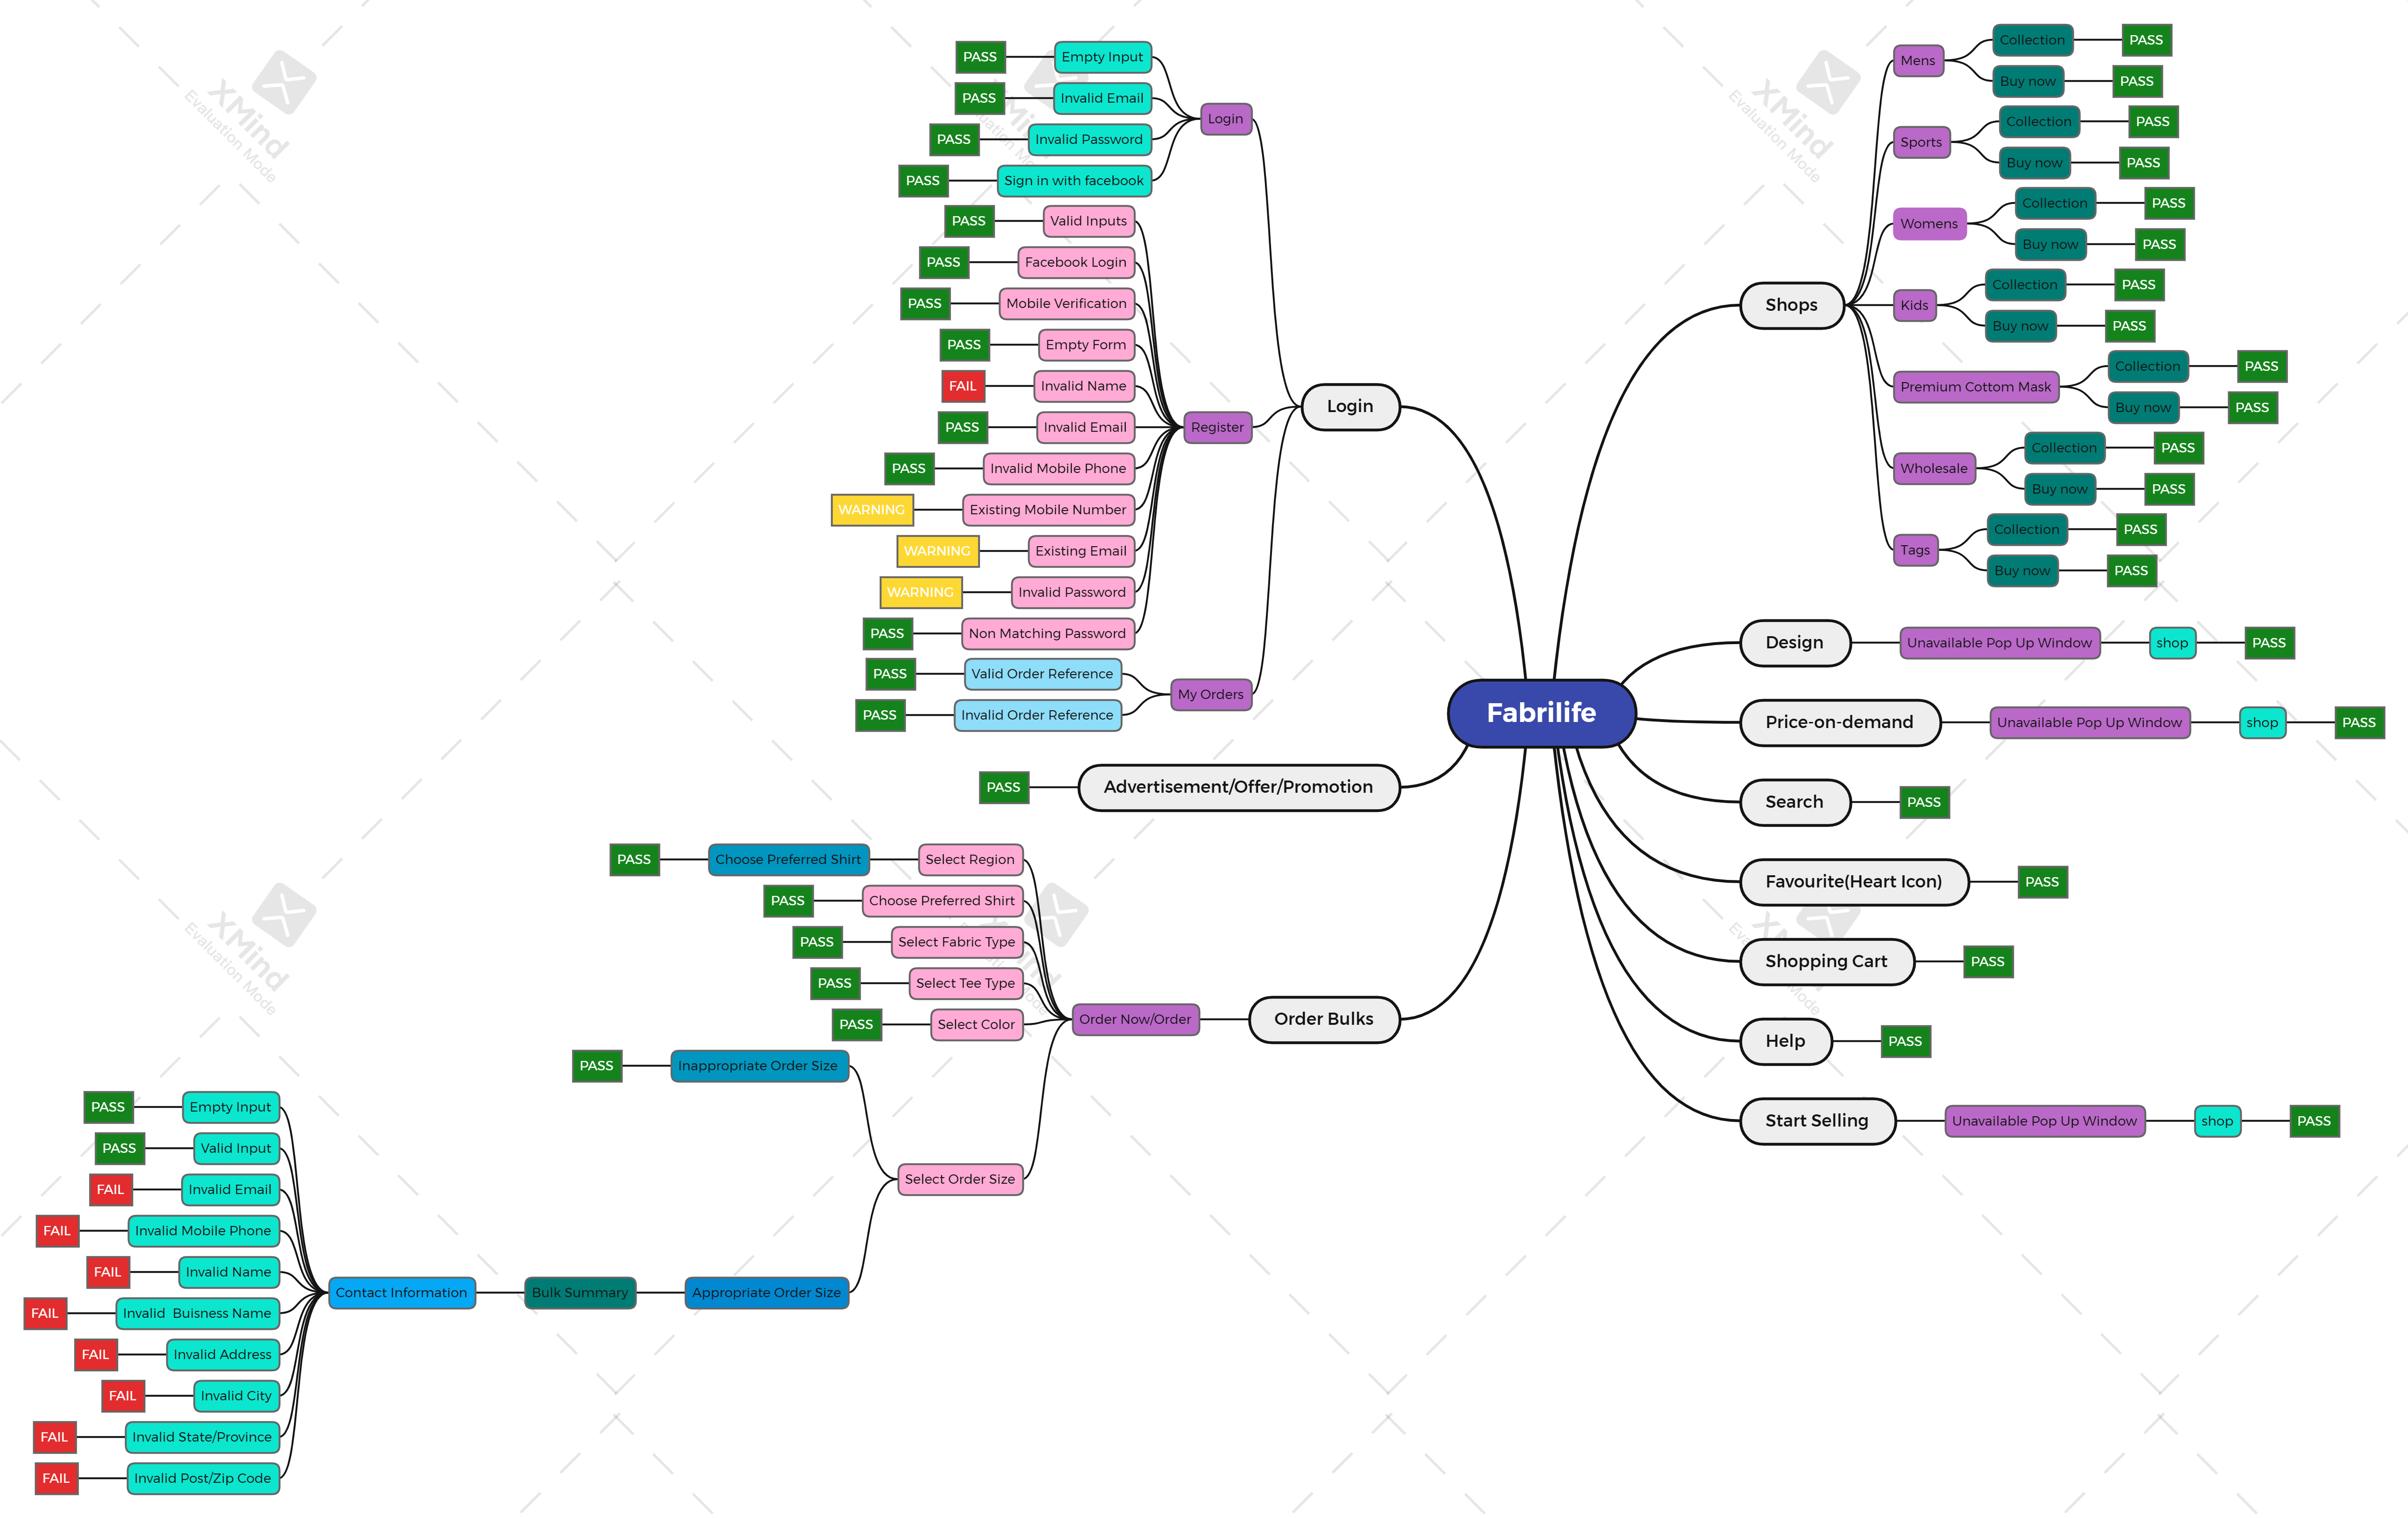 Fabrilife
Shops
Mens
Collection
PASS
Buy now
PASS
Sports
Collection
PASS
Buy now
PASS
Womens
Collection
PASS
Buy now
PASS
Kids
Collection
PASS
Buy now
PASS
Premium Cottom Mask
Collection
PASS
Buy now
PASS
Wholesale
Collection
PASS
Buy now
PASS
Tags
Collection
PASS
Buy now
PASS
Design
Unavailable Pop Up Window
shop
PASS
Price-on-demand
Unavailable Pop Up Window
shop
PASS
Search
PASS
Favourite(Heart Icon)
PASS
Shopping Cart
PASS
Help
PASS
Start Selling
Unavailable Pop Up Window
shop
PASS
Login
Login
Empty Input
PASS
Invalid Email
PASS
Invalid Password
PASS
Sign in with facebook
PASS
Register
Valid Inputs
PASS
Facebook Login
PASS
Mobile Verification
PASS
Empty Form
PASS
Invalid Name
FAIL
Invalid Email
PASS
Invalid Mobile Phone
PASS
Existing Mobile Number
WARNING
Existing Email
WARNING
Invalid Password
WARNING
Non Matching Password
PASS
My Orders
Valid Order Reference
PASS
Invalid Order Reference
PASS
Advertisement/Offer/Promotion
PASS
Order Bulks
Order Now/Order
Select Region
Choose Preferred Shirt
PASS
Choose Preferred Shirt
PASS
Select Fabric Type
PASS
Select Tee Type
PASS
Select Color
PASS
Select Order Size
Inappropriate Order Size
PASS
Appropriate Order Size
Bulk Summary
Contact Information
Empty Input
PASS
Valid Input
PASS
Invalid Email
FAIL
Invalid Mobile Phone
FAIL
Invalid Name
FAIL
Invalid  Buisness Name
FAIL
Invalid Address
FAIL
Invalid City
FAIL
Invalid State/Province
FAIL
Invalid Post/Zip Code
FAIL
XMind
Evaluation Mode
XMind
Evaluation Mode
XMind
Evaluation Mode